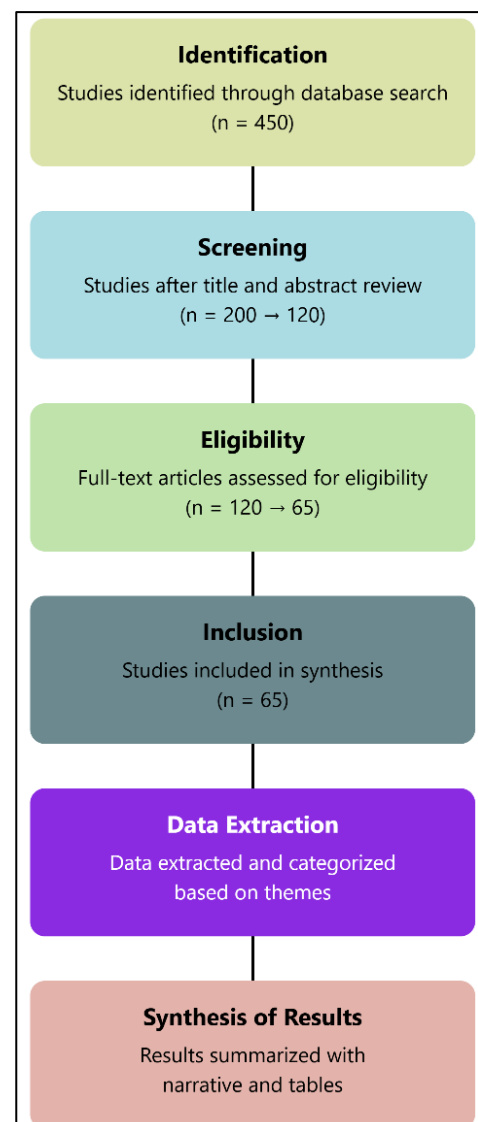 Identification
Studies identified through database search
(n = 450)
Screening
Studies after title and abstract review
(n = 200 → 120)
Eligibility
Full-text articles assessed for eligibility
(n = 120 → 65)
Inclusion
Studies included in synthesis
(n = 65)
Data Extraction
Data extracted and categorized
based on themes
Synthesis of Results
Results summarized with
narrative and tables